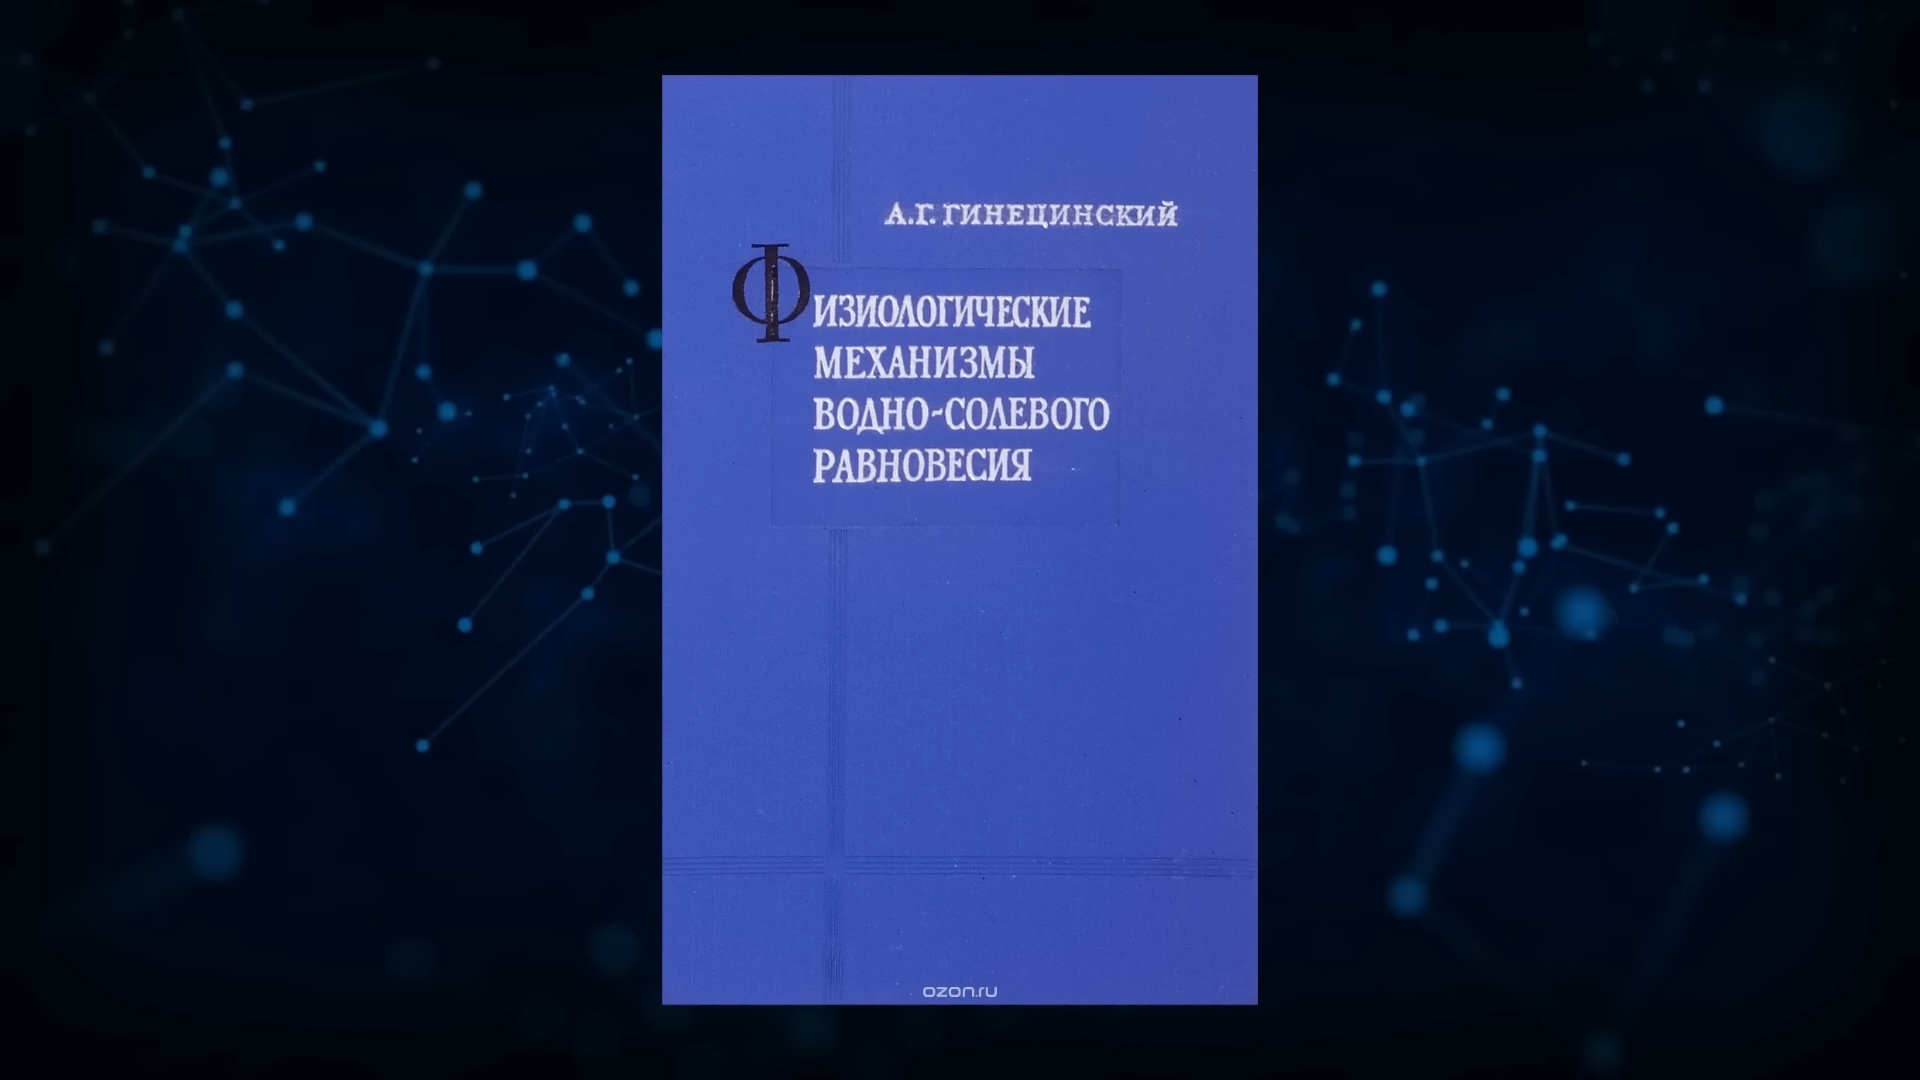 А.Г. ГИНЕЦИНСКИЙ
ФИЗИОЛОГИЧЕСКИЕ
МЕХАНИЗМЫ
ВОДНО-СОЛЕВОГО
РАВНОВЕСИЯ
ozon.ru